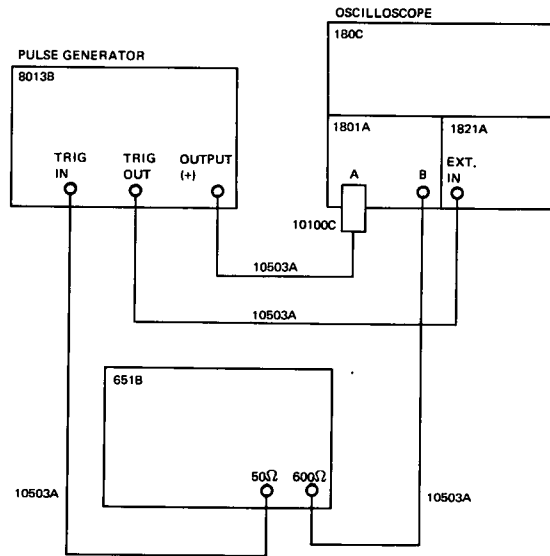 OSCILLOSCOPE
180C
PULSE GENERATOR
8013B
1801A
1821A
TRIG
IN
TRIG
OUT
OUTPUT
(+)
A
B
EXT.
IN
10100C
10503A
10503A
651B
50Ω
600Ω
10503A
10503A